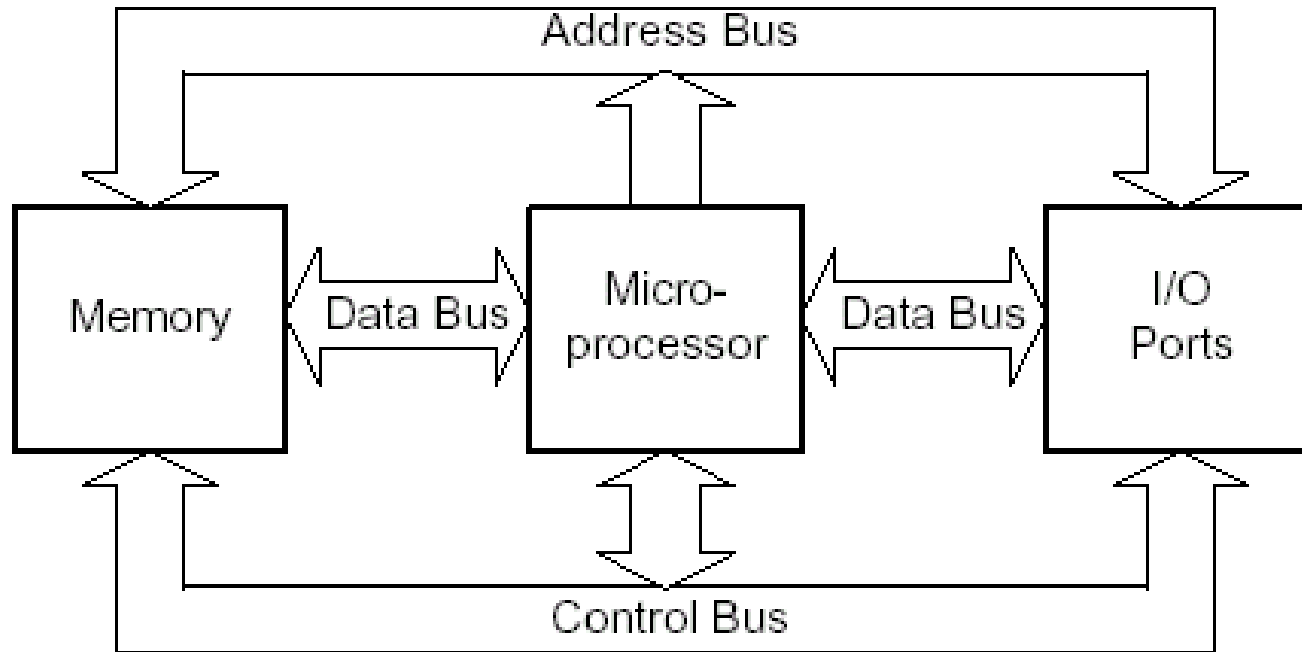 Address Bus
Memory
Data Bus
Micro-
processor
Data Bus
I/O
Ports
Control Bus